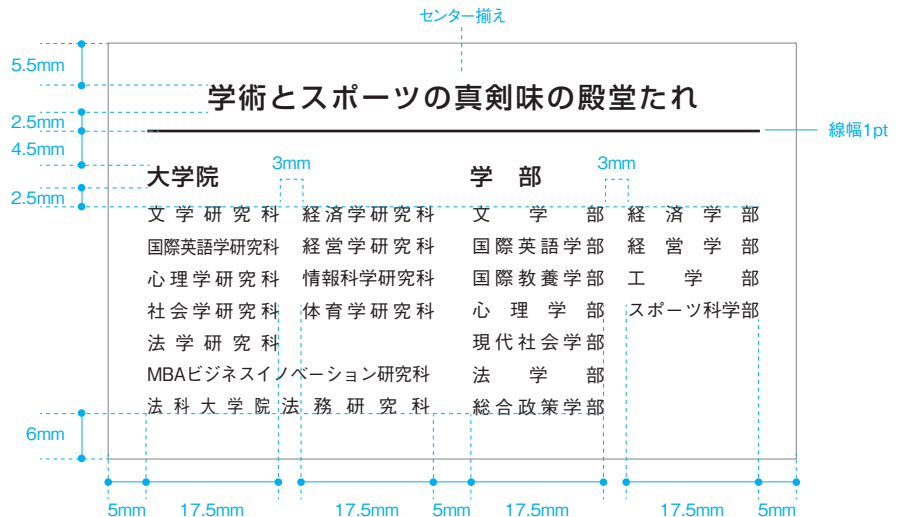 センター揃え
5.5mm
学術とスポーツの真剣味の殿堂たれ
2.5mm
線幅1pt
4.5mm
3mm 3mm
大学院 学 部
2.5mm
文学研究科 経済学研究科 文学部 経済学部
国際英語学研究科 経営学研究科 国際英語学部 経営学部
心理学研究科 情報科学研究科 国際教養学部 工学部
社会学研究科 体育学研究科 心理学部 スポーツ科学部
法学研究科 現代社会学部
MBAビジネスイノベーション研究科 法学部
法科大学院法務研究科 総合政策学部
6mm
5mm 17.5mm 17.5mm 5mm 17.5mm 17.5mm 5mm